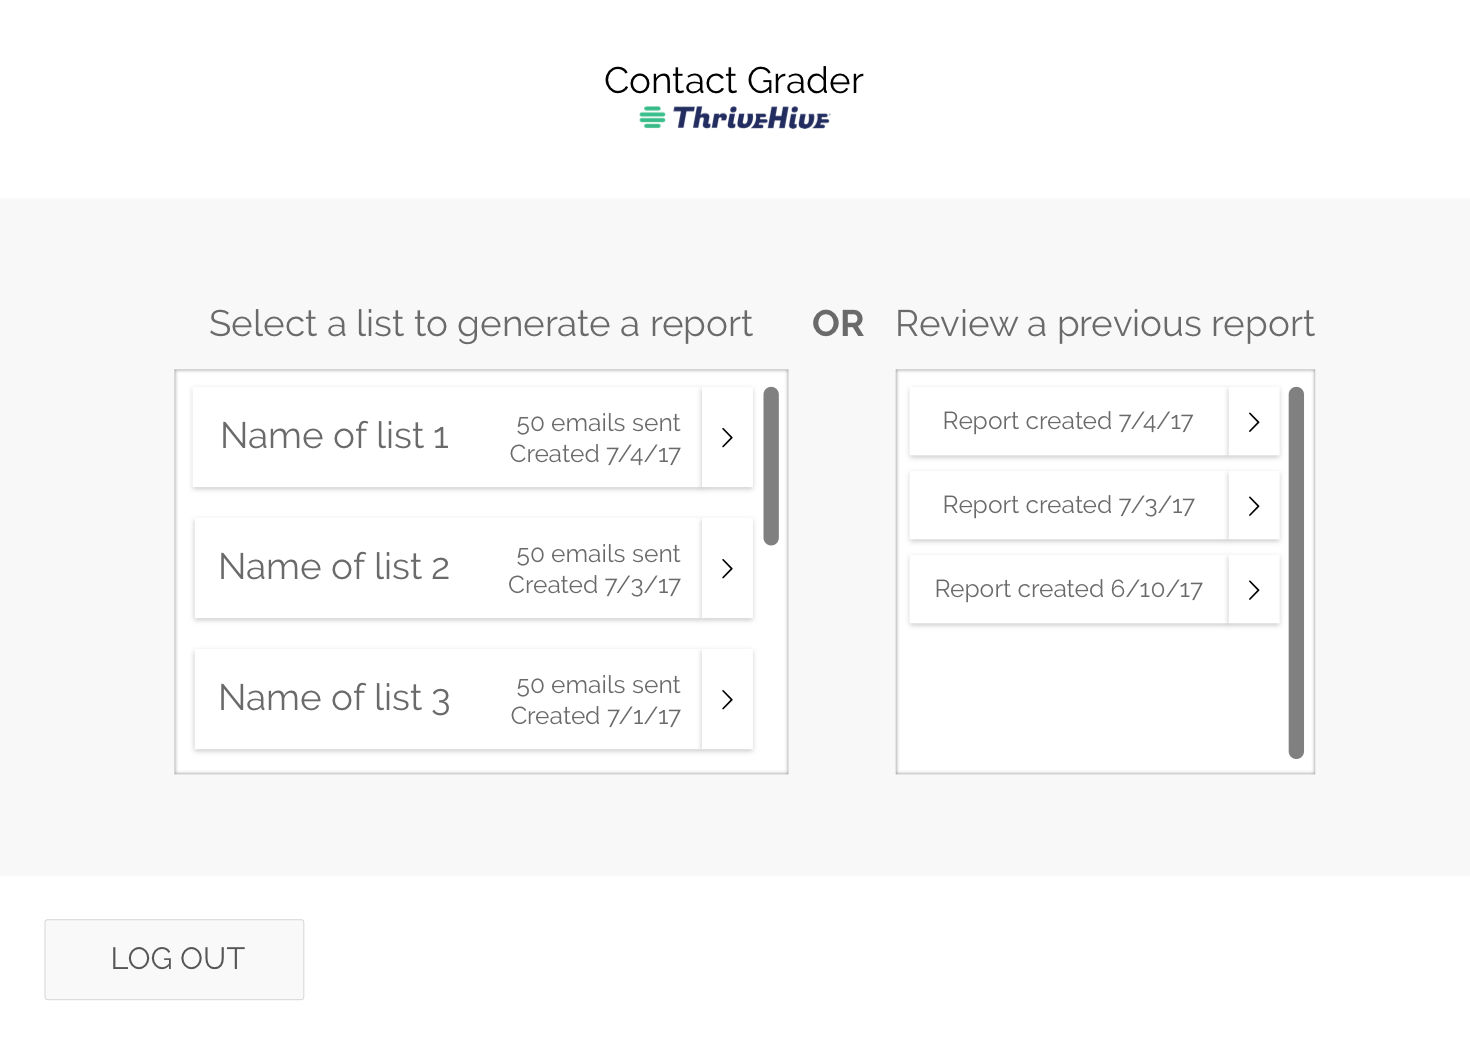 Contact Grader
ThriveHive
Select a list to generate a report
OR
Review a previous report
Name of list 1
50 emails sent
Created 7/4/17
Name of list 2
50 emails sent
Created 7/3/17
Name of list 3
50 emails sent
Created 7/1/17
Report created 7/4/17
Report created 7/3/17
Report created 6/10/17
LOG OUT